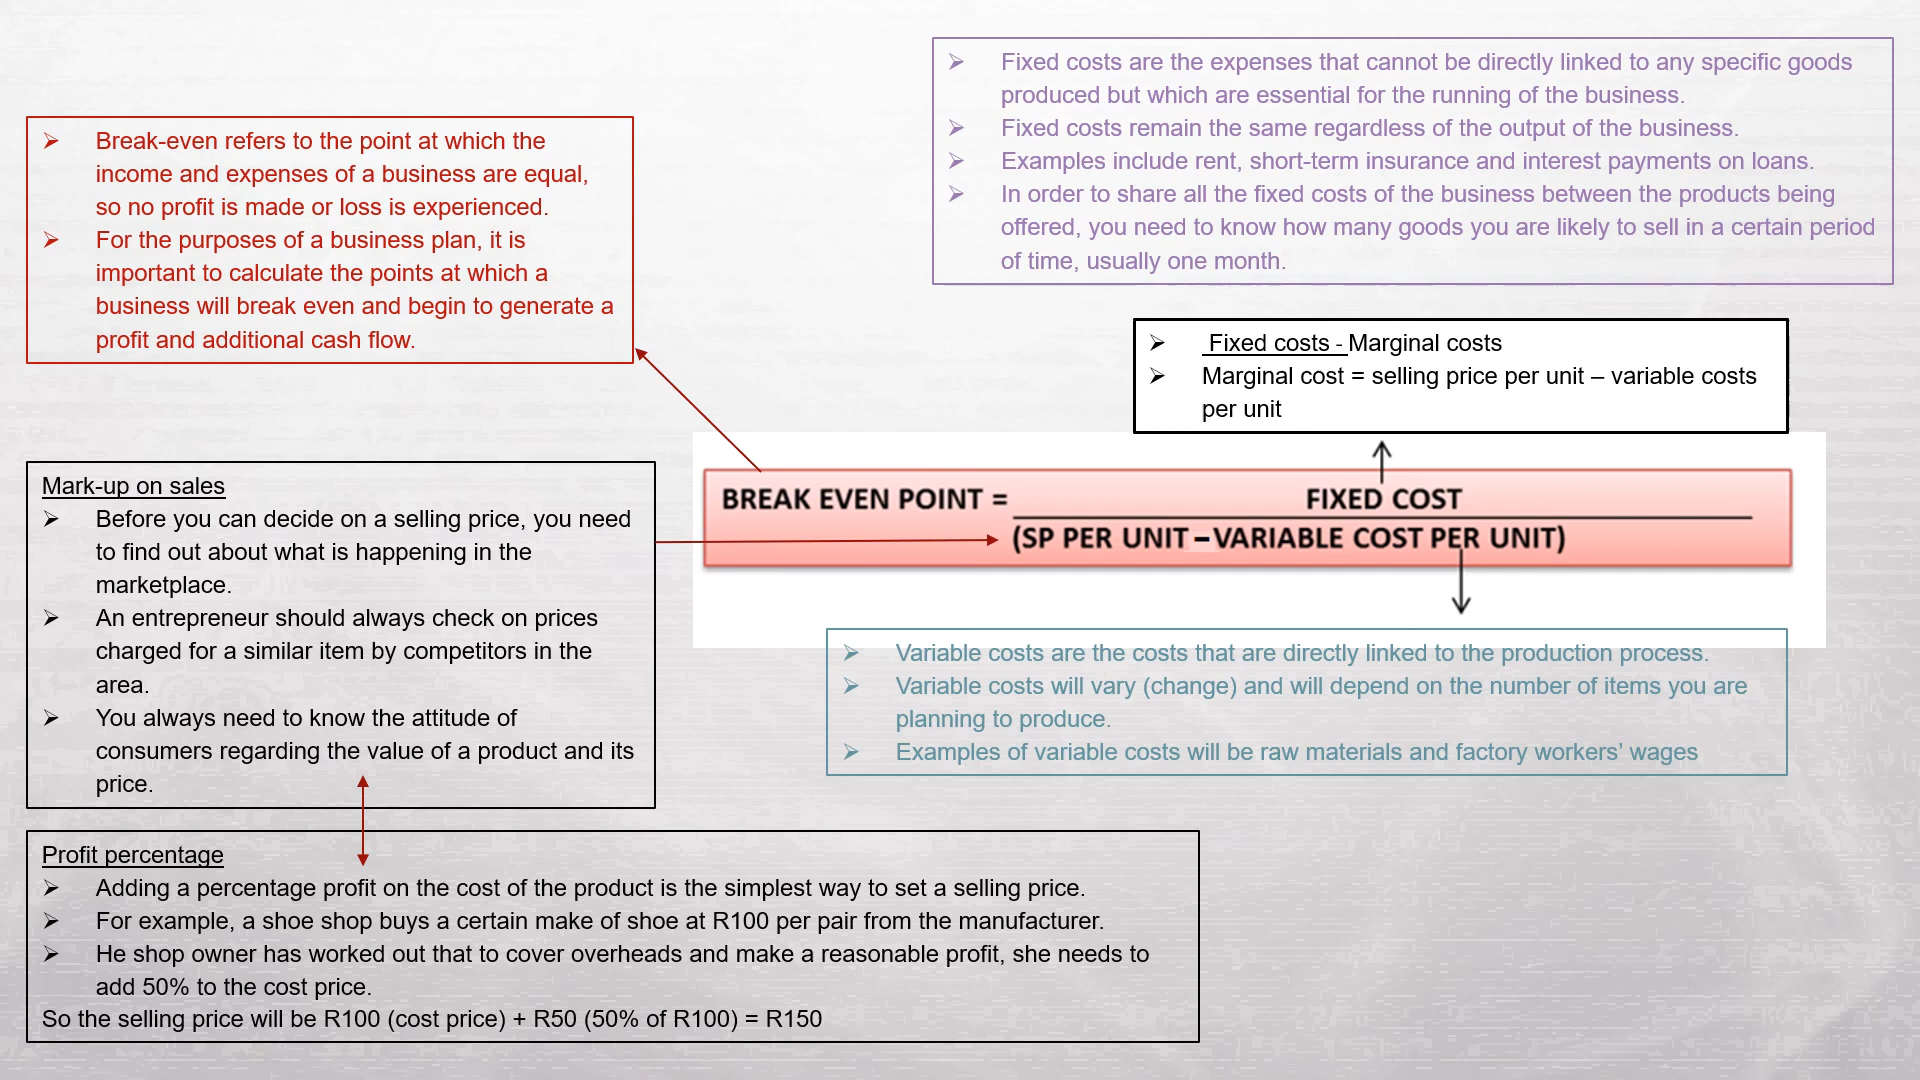 ➢ Fixed costs are the expenses that cannot be directly linked to any specific goods
produced but which are essential for the running of the business.
➢ Fixed costs remain the same regardless of the output of the business.
➢ Examples include rent, short-term insurance and interest payments on loans.
➢ In order to share all the fixed costs of the business between the products being
offered, you need to know how many goods you are likely to sell in a certain period
of time, usually one month.
➢ Break-even refers to the point at which the
income and expenses of a business are equal,
so no profit is made or loss is experienced.
➢ For the purposes of a business plan, it is
important to calculate the points at which a
business will break even and begin to generate a
profit and additional cash flow.
➢ Fixed costs - Marginal costs
➢ Marginal cost = selling price per unit – variable costs
per unit
BREAK EVEN POINT = FIXED COST
(SP PER UNIT – VARIABLE COST PER UNIT)
Mark-up on sales
➢ Before you can decide on a selling price, you need
to find out about what is happening in the
marketplace.
➢ An entrepreneur should always check on prices
charged for a similar item by competitors in the
area.
➢ You always need to know the attitude of
consumers regarding the value of a product and its
price.
➢ Variable costs are the costs that are directly linked to the production process.
➢ Variable costs will vary (change) and will depend on the number of items you are
planning to produce.
➢ Examples of variable costs will be raw materials and factory workers’ wages
Profit percentage
➢ Adding a percentage profit on the cost of the product is the simplest way to set a selling price.
➢ For example, a shoe shop buys a certain make of shoe at R100 per pair from the manufacturer.
➢ He shop owner has worked out that to cover overheads and make a reasonable profit, she needs to
add 50% to the cost price.
So the selling price will be R100 (cost price) + R50 (50% of R100) = R150